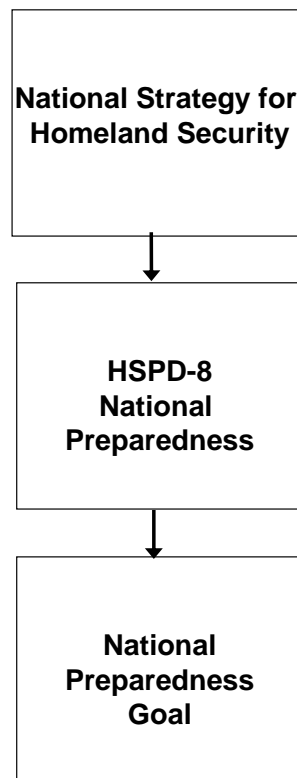 National Strategy for
Homeland Security
HSPD-8
National
Preparedness
National
Preparedness
Goal